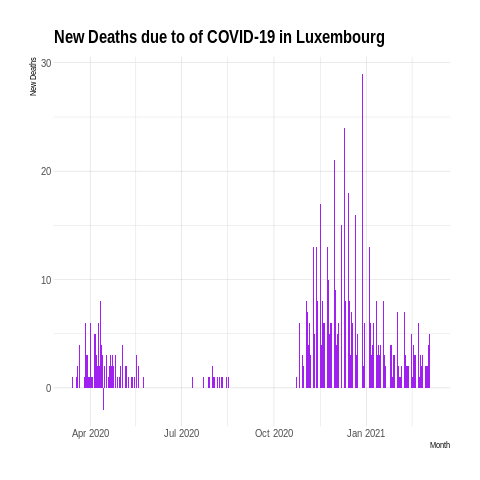 New Deaths due to of COVID-19 in Luxembourg
New Deaths
30
20
10
0
Apr 2020 Jul 2020 Oct 2020 Jan 2021
Month